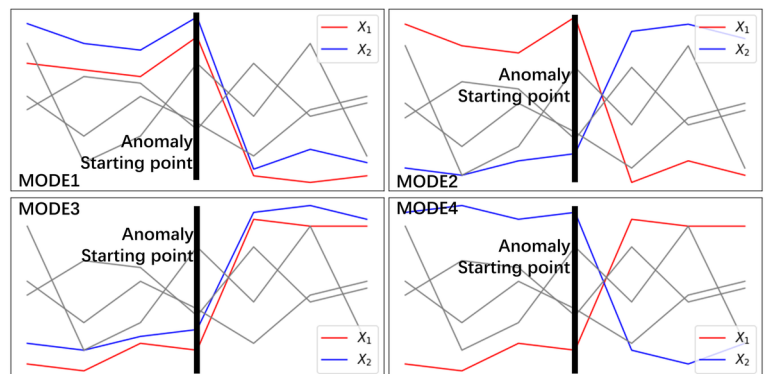 X1
X2
Anomaly
Starting point
MODE1
X1
X2
Anomaly
Starting point
MODE2
MODE3
Anomaly
Starting point
X1
X2
MODE4
Anomaly
Starting point
X1
X2